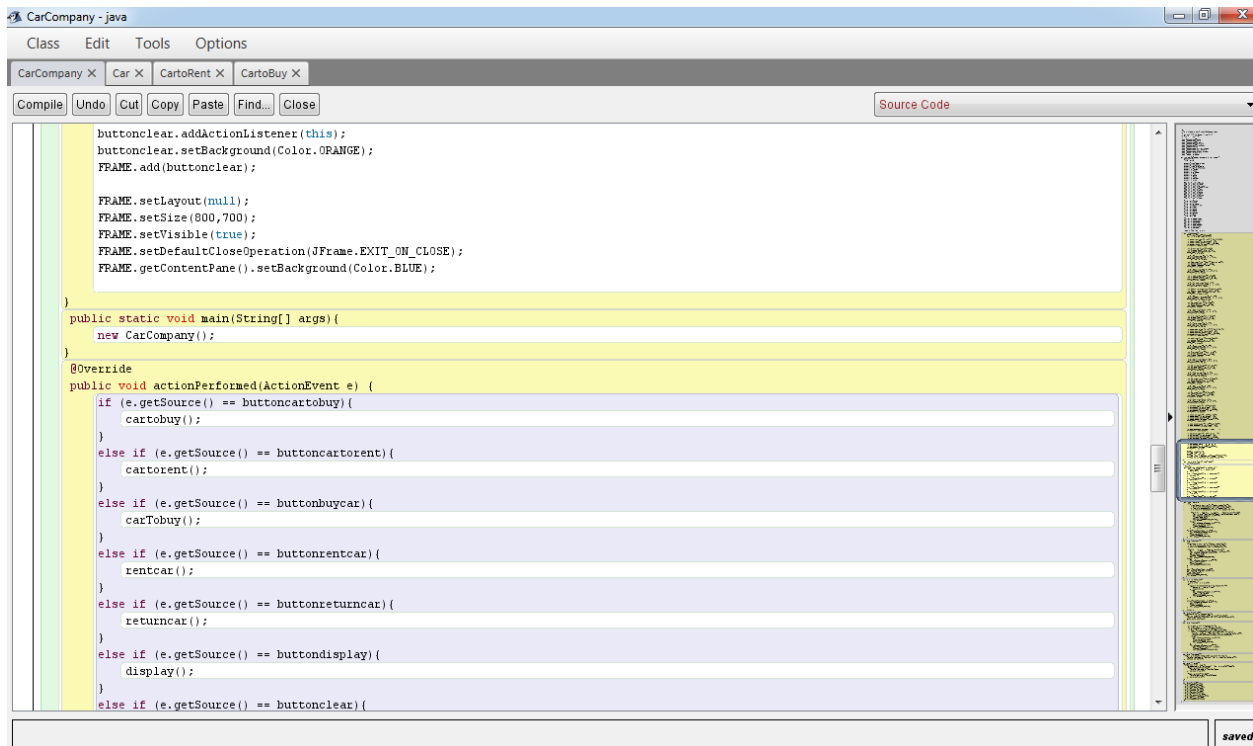 CarCompany - java
Class Edit Tools Options
CarCompany X Car X CartoRent X CartoBuy X
Compile Undo Cut Copy Paste Find... Close Source Code
buttonclear.addActionListener(this);
buttonclear.setBackground(Color.ORANGE);
FRAME.add(buttonclear);
FRAME.setLayout(null);
FRAME.setSize(800,700);
FRAME.setVisible(true);
FRAME.setDefaultCloseOperation(JFrame.EXIT_ON_CLOSE);
FRAME.getContentPane().setBackground(Color.BLUE);
}
public static void main(String[] args){
new CarCompany();
}
@Override
public void actionPerformed(ActionEvent e) {
if (e.getSource() == buttoncartobuy){
cartobuy();
}
else if (e.getSource() == buttoncartorent){
cartorent();
}
else if (e.getSource() == buttonbuycar){
carTobuy();
}
else if (e.getSource() == buttonrentcar){
rentcar();
}
else if (e.getSource() == buttonreturncar){
returncar();
}
else if (e.getSource() == buttondisplay){
display();
}
else if (e.getSource() == buttonclear){
saved